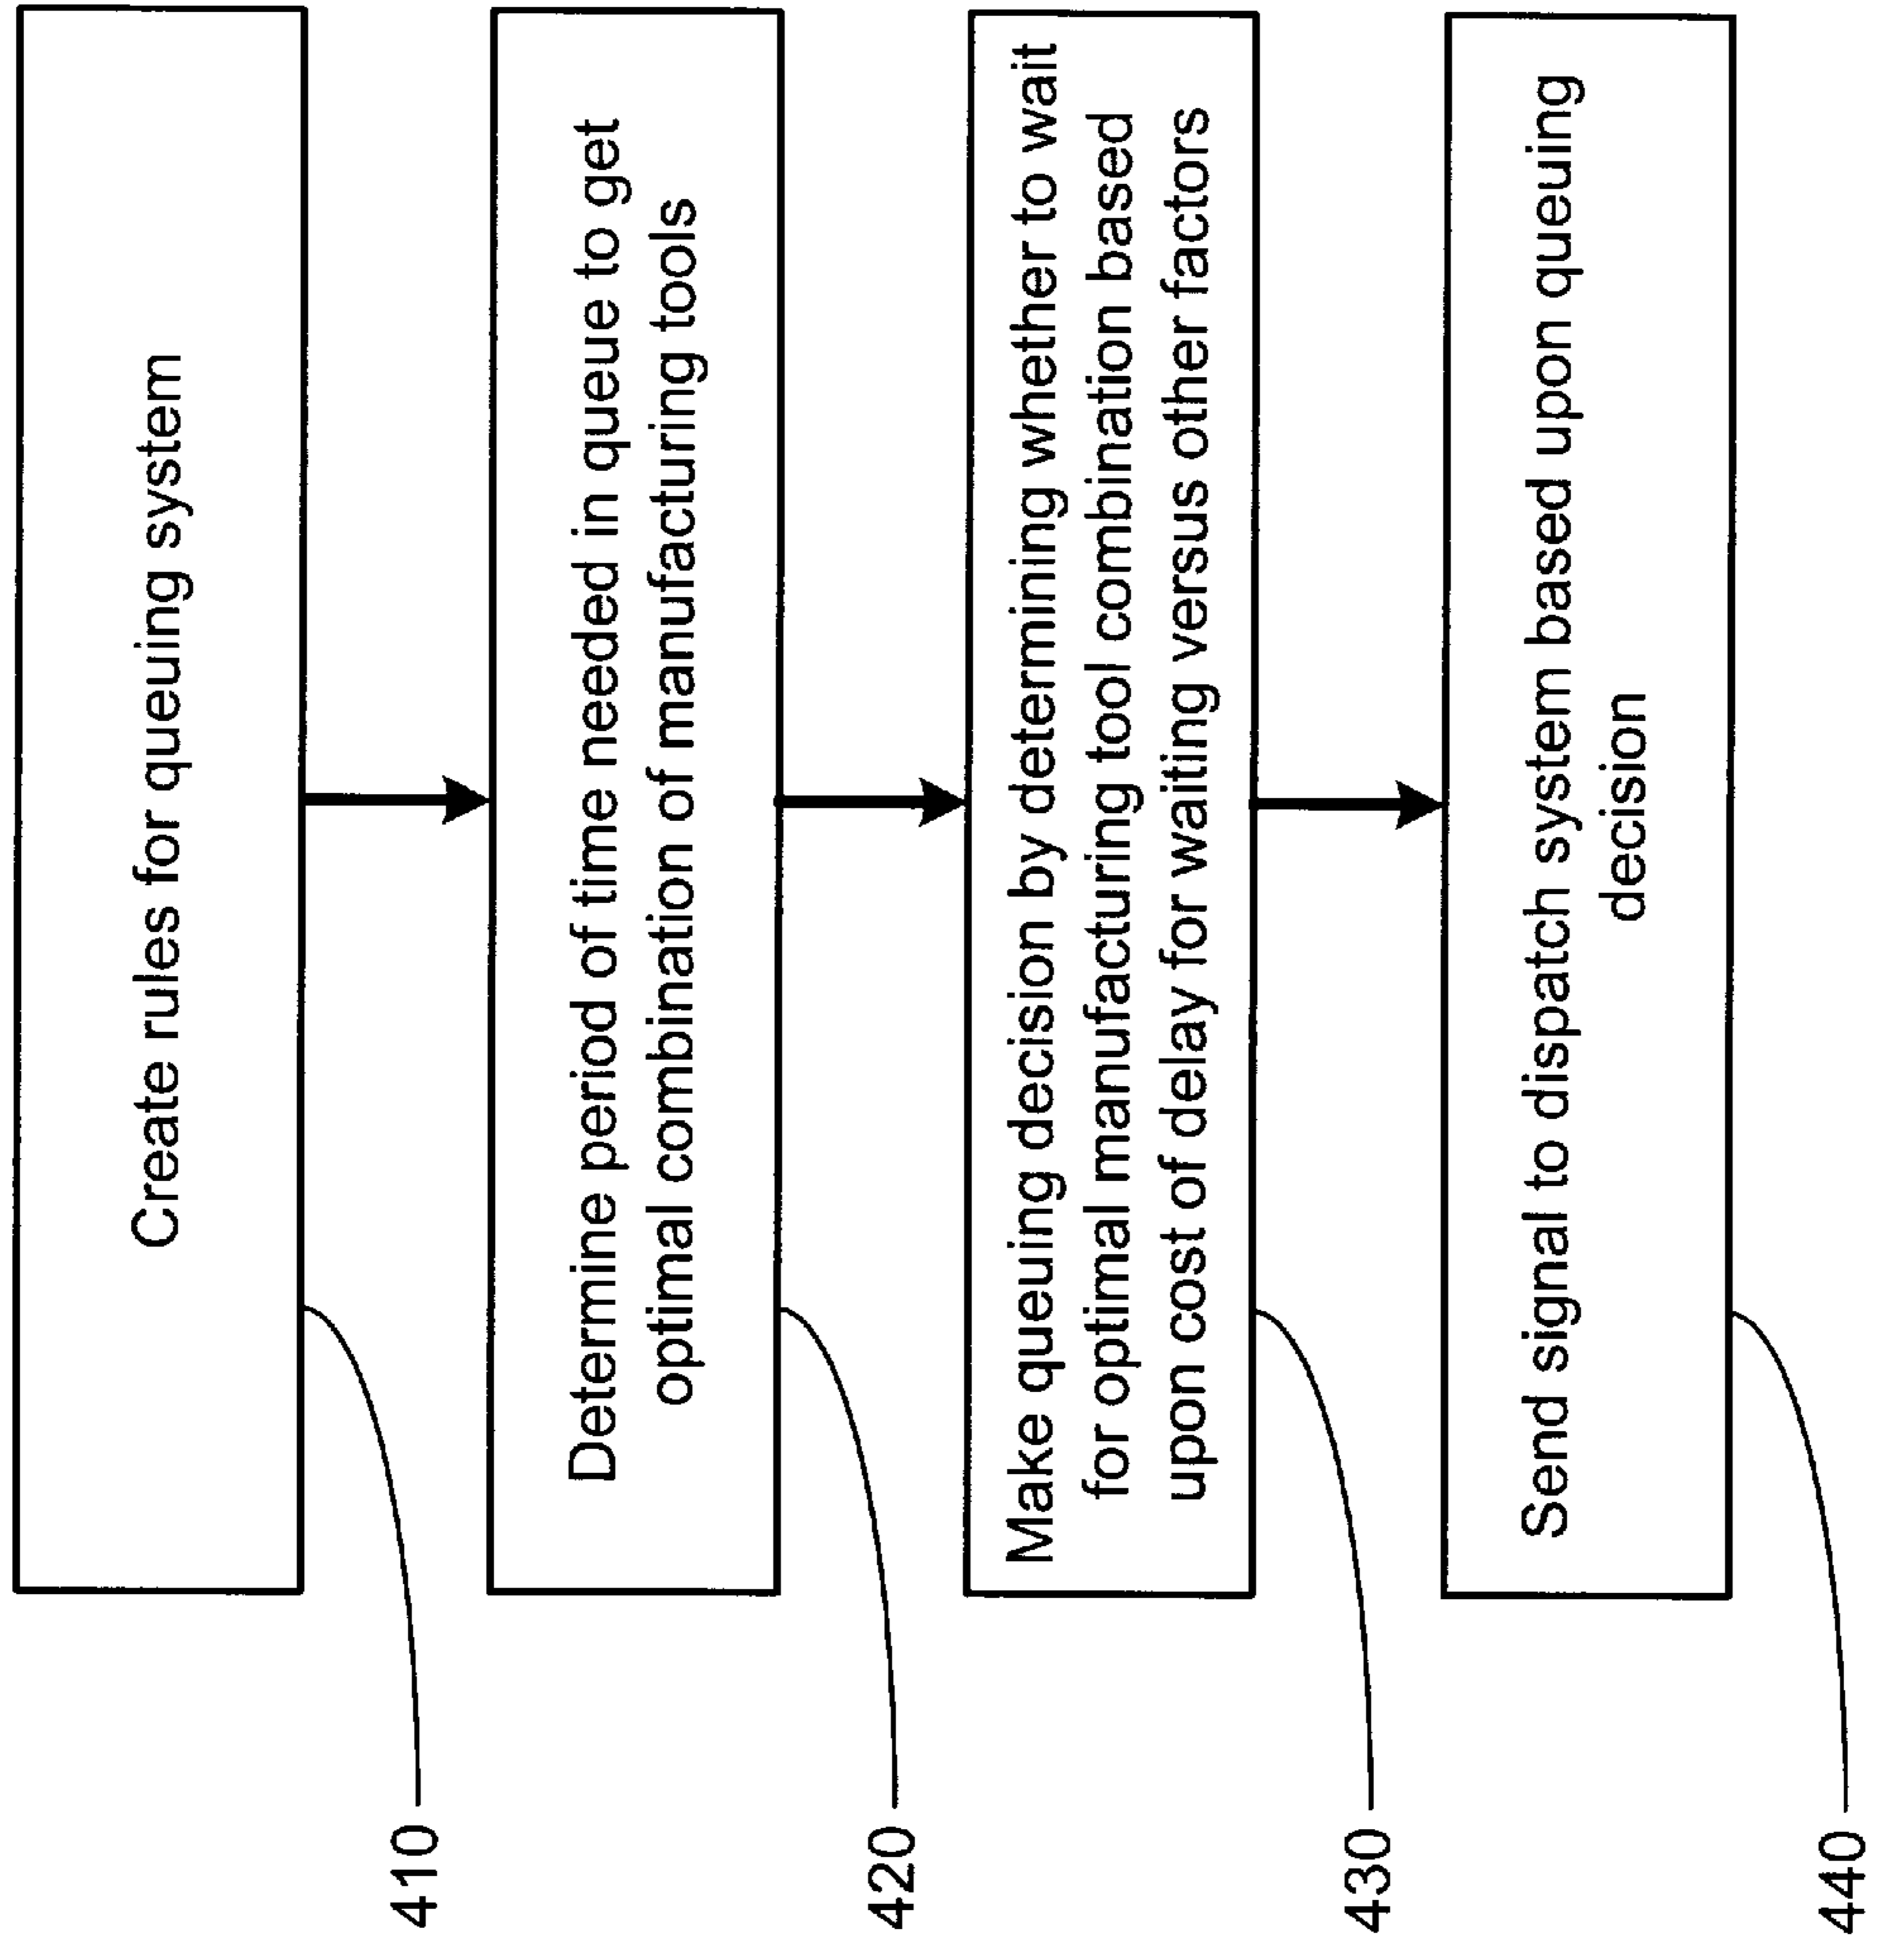 Create rules for queuing system
410
Determine period of time needed in queue to get
optimal combination of manufacturing tools
420
Make queuing decision by determining whether to wait
for optimal manufacturing tool combination based
upon cost of delay for waiting versus other factors
430
Send signal to dispatch system based upon queuing
decision
440